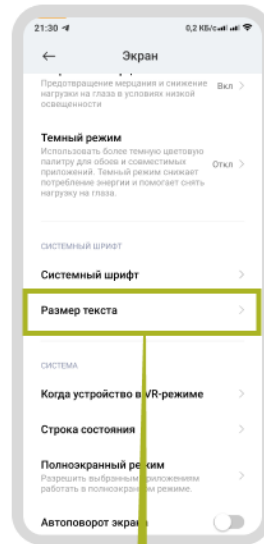 21:30
0,2 КБ/с
Экран
Предотвращение мерцания и снижение
нагрузки на глаза в условиях низкой
освещенности
Вкл
Темный режим
Использовать более темную цветовую
палитру для обоев и совместимых
приложений. Темный режим снижает
потребление энергии и помогает снять
нагрузку на глаза.
Откл
СИСТЕМНЫЙ ШРИФТ
Системный шрифт
Размер текста
СИСТЕМА
Когда устройство в VR-режиме
Строка состояния
Полноэкранный режим
Разрешить выбранным приложениям
работать в полноэкранном режиме.
Автоповорот экрана